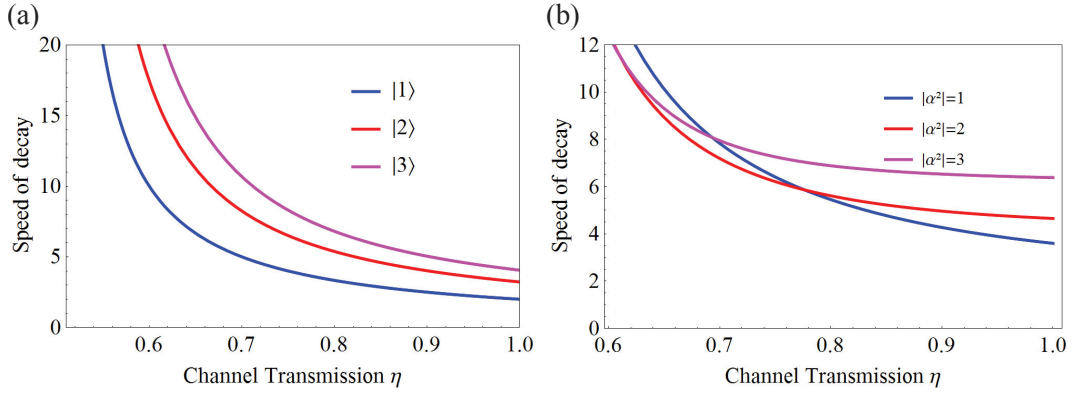 (a)
20
15
10
5
0
Speed of decay
|1⟩
|2⟩
|3⟩
0.6 0.7 0.8 0.9 1.0
Channel Transmission η
(b)
12
10
8
6
4
2
0
Speed of decay
|α²|=1
|α²|=2
|α²|=3
0.6 0.7 0.8 0.9 1.0
Channel Transmission η